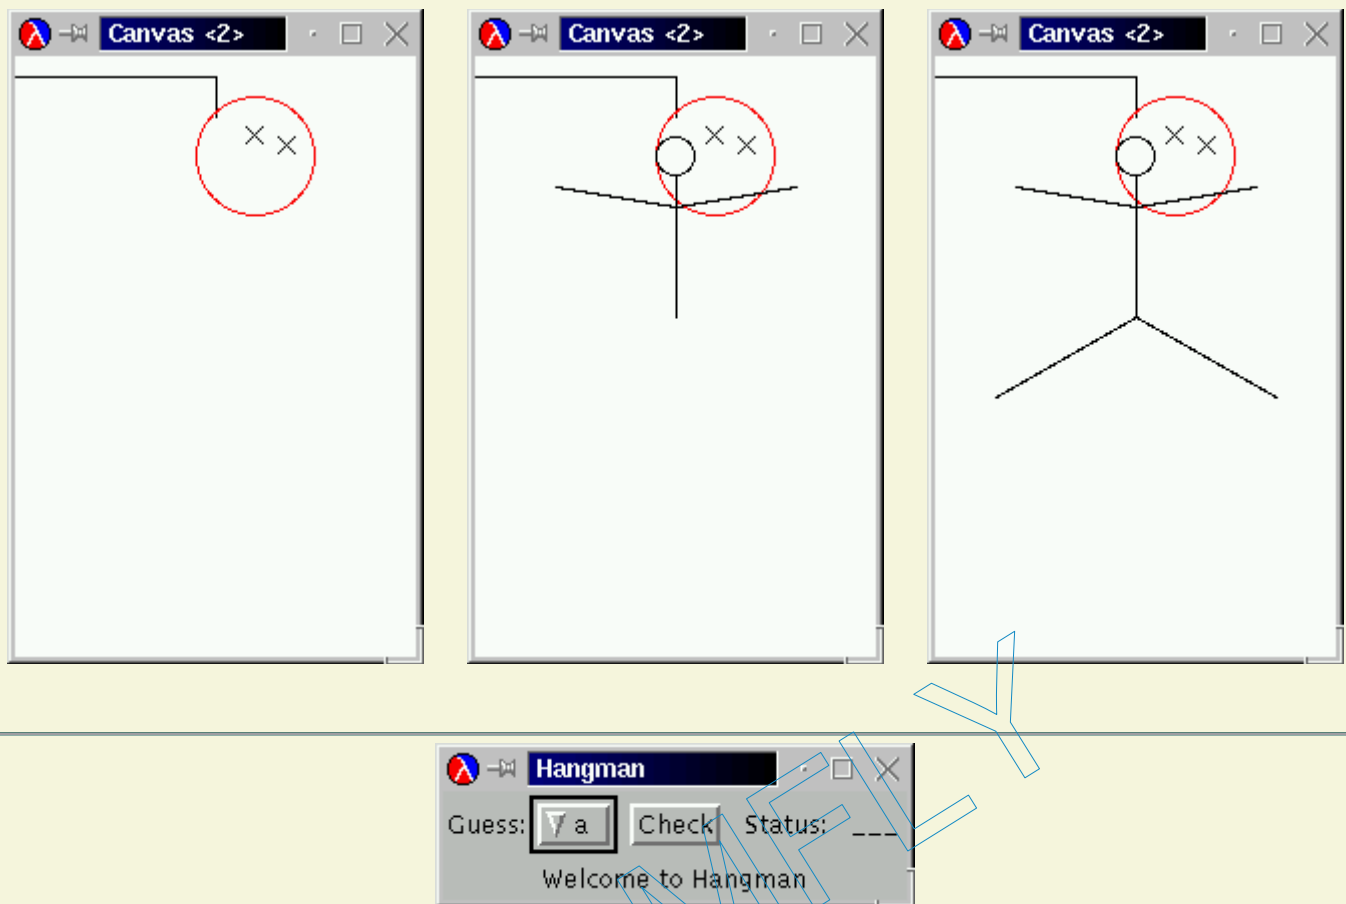 Canvas <2>
Canvas <2>
Canvas <2>
Hangman
Guess: a Check Status: ___
Welcome to Hangman